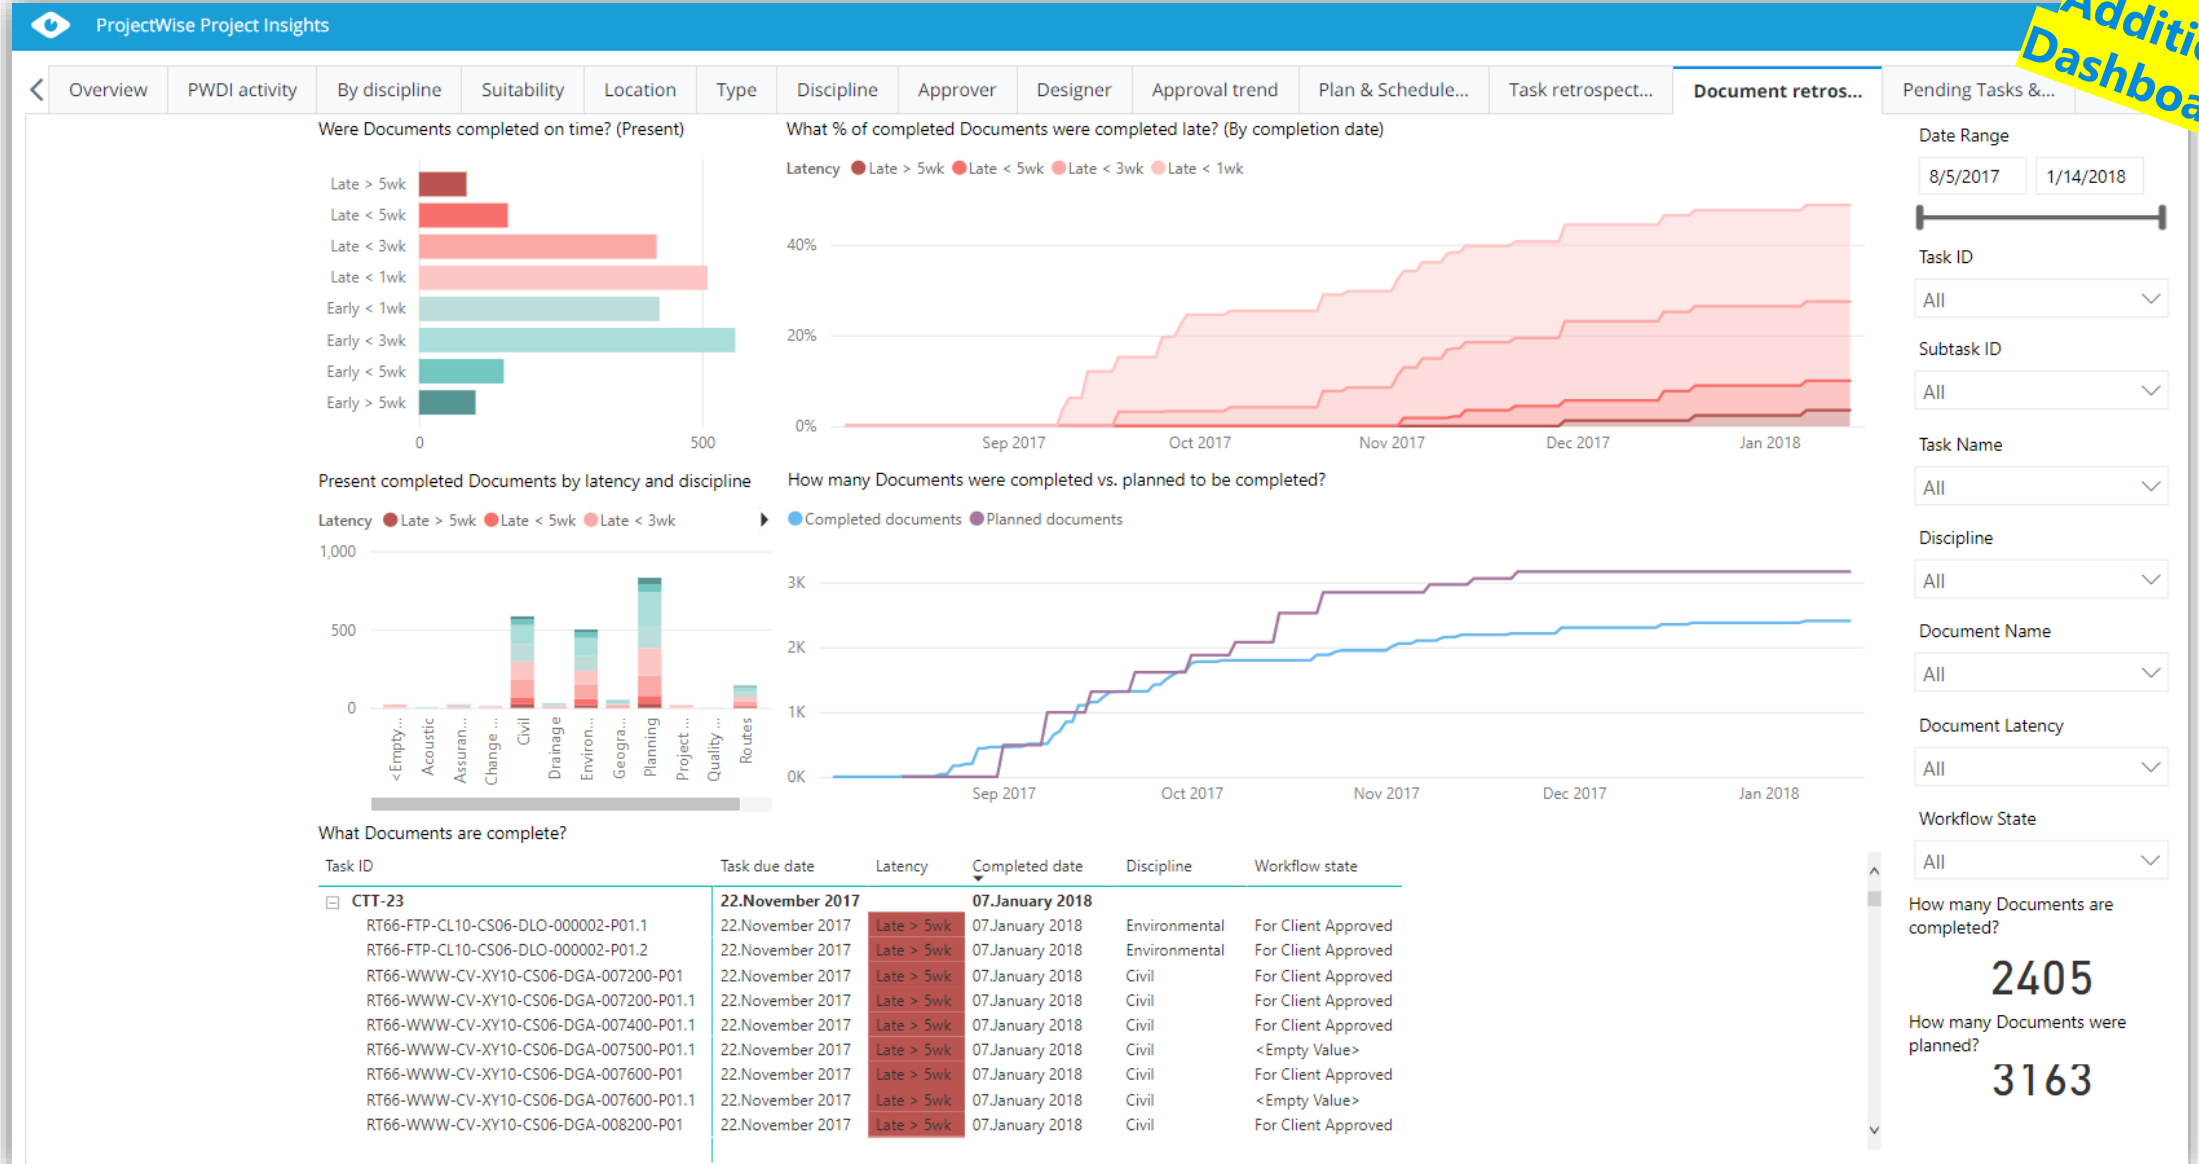 ProjectWise Project Insights
Dashboa
Overview
PWDI activity
By discipline
Suitability
Location
Type
Discipline
Approver
Designer
Approval trend
Plan & Schedule...
Task retrospect...
Document retros...
Pending Tasks &...
Were Documents completed on time? (Present)
Late > 5wk
Late < 5wk
Late < 3wk
Late < 1wk
Early < 1wk
Early < 3wk
Early < 5wk
Early > 5wk
0 500
What % of completed Documents were completed late? (By completion date)
Latency Late > 5wk Late < 5wk Late < 3wk Late < 1wk
40%
20%
0%
Sep 2017 Oct 2017 Nov 2017 Dec 2017 Jan 2018
Present completed Documents by latency and discipline
Latency Late > 5wk Late < 5wk Late < 3wk
1,000
500
0
<Empty...
Acoustic
Assuran...
Change ...
Civil
Drainage
Environ...
Geogra...
Planning
Project ...
Quality ...
Routes
How many Documents were completed vs. planned to be completed?
Completed documents Planned documents
3K
2K
1K
0K
Sep 2017 Oct 2017 Nov 2017 Dec 2017 Jan 2018
What Documents are complete?
Task ID Task due date Latency Completed date Discipline Workflow state
CTT-23 22.November 2017 07.January 2018
RT66-FTP-CL10-CS06-DLO-000002-P01.1 22.November 2017 Late > 5wk 07.January 2018 Environmental For Client Approved
RT66-FTP-CL10-CS06-DLO-000002-P01.2 22.November 2017 Late > 5wk 07.January 2018 Environmental For Client Approved
RT66-WWW-CV-XY10-CS06-DGA-007200-P01 22.November 2017 Late > 5wk 07.January 2018 Civil For Client Approved
RT66-WWW-CV-XY10-CS06-DGA-007200-P01.1 22.November 2017 Late > 5wk 07.January 2018 Civil For Client Approved
RT66-WWW-CV-XY10-CS06-DGA-007400-P01.1 22.November 2017 Late > 5wk 07.January 2018 Civil For Client Approved
RT66-WWW-CV-XY10-CS06-DGA-007500-P01.1 22.November 2017 Late > 5wk 07.January 2018 Civil <Empty Value>
RT66-WWW-CV-XY10-CS06-DGA-007600-P01 22.November 2017 Late > 5wk 07.January 2018 Civil For Client Approved
RT66-WWW-CV-XY10-CS06-DGA-007600-P01.1 22.November 2017 Late > 5wk 07.January 2018 Civil <Empty Value>
RT66-WWW-CV-XY10-CS06-DGA-008200-P01 22.November 2017 Late > 5wk 07.January 2018 Civil For Client Approved
Date Range
8/5/2017 1/14/2018
Task ID
All
Subtask ID
All
Task Name
All
Discipline
All
Document Name
All
Document Latency
All
Workflow State
All
How many Documents are
completed?
2405
How many Documents were
planned?
3163